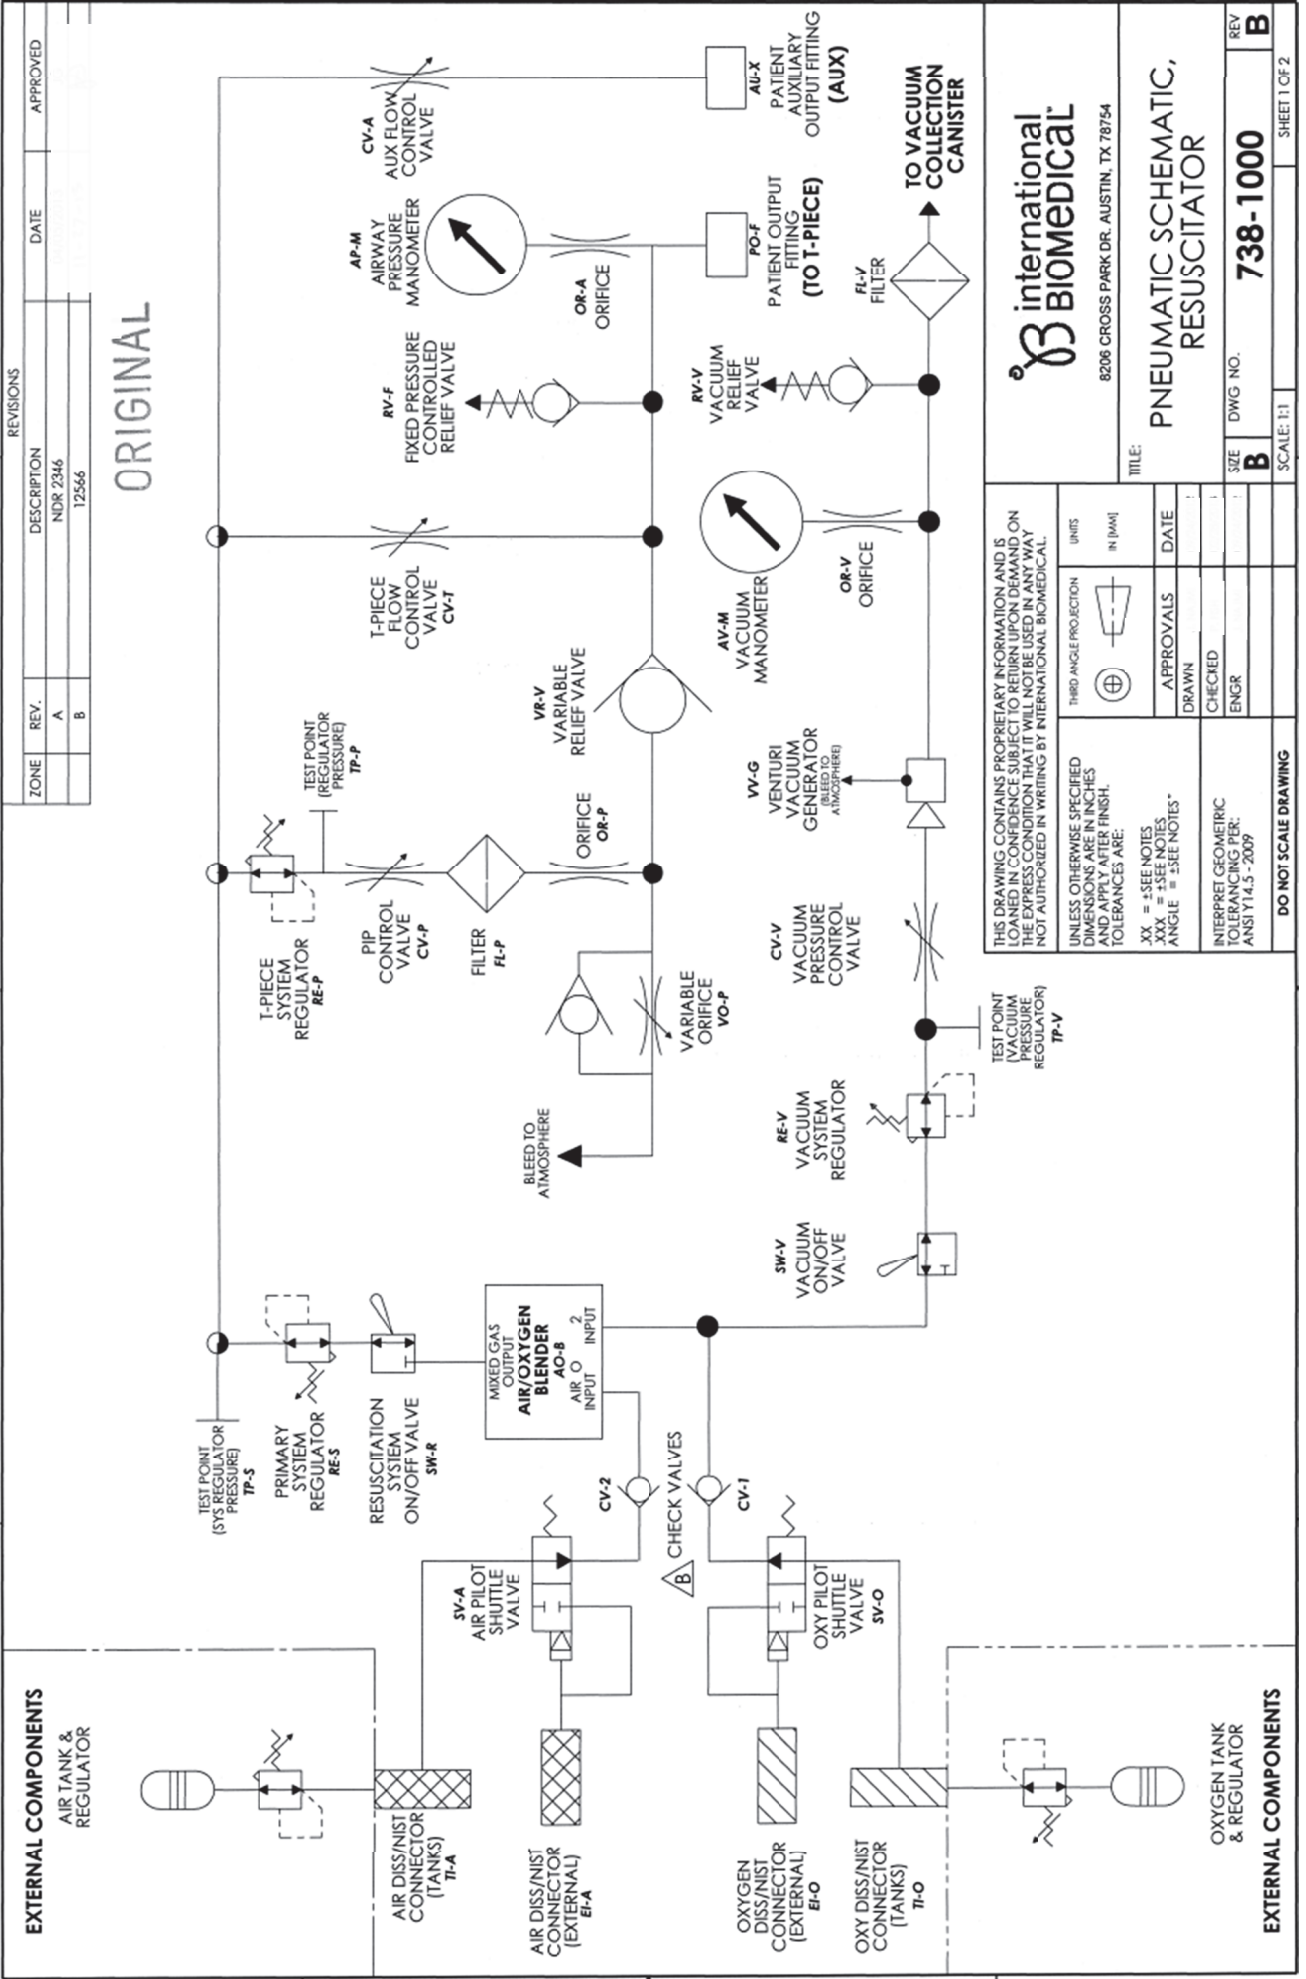 REVISIONS
ZONE REV. DESCRIPTION DATE APPROVED
A NDR 2346
B 12566
ORIGINAL
EXTERNAL COMPONENTS
AIR TANK &
REGULATOR
AIR DISS/NIST
CONNECTOR
(TANKS)
TI-A
AIR DISS/NIST
CONNECTOR
(EXTERNAL)
EI-A
OXYGEN
DISS/NIST
CONNECTOR
(EXTERNAL)
EI-O
OXY DISS/NIST
CONNECTOR
(TANKS)
TI-O
OXYGEN TANK
& REGULATOR
EXTERNAL COMPONENTS
SV-A
AIR PILOT
SHUTTLE
VALVE
OXY PILOT
SHUTTLE
VALVE
SV-O
CV-2
B
CHECK VALVES
CV-1
TEST POINT
(SYS REGULATOR
PRESSURE)
TP-S
PRIMARY
SYSTEM
REGULATOR
RE-S
RESUSCITATION
SYSTEM
ON/OFF VALVE
SW-R
MIXED GAS
OUTPUT
AIR/OXYGEN
BLENDER
AO-B
AIR O 2
INPUT INPUT
BLEED TO
ATMOSPHERE
T-PIECE
SYSTEM
REGULATOR
RE-P
TEST POINT
(REGULATOR
PRESSURE)
TP-P
PIP
CONTROL
VALVE
CV-P
FILTER
FL-P
ORIFICE
OR-P
VARIABLE
ORIFICE
VO-P
VR-V
VARIABLE
RELIEF VALVE
T-PIECE
FLOW
CONTROL
VALVE
CV-T
RV-F
FIXED PRESSURE
CONTROLLED
RELIEF VALVE
AP-M
AIRWAY
PRESSURE
MANOMETER
OR-A
ORIFICE
CV-A
AUX FLOW
CONTROL
VALVE
PO-F
PATIENT OUTPUT
FITTING
(TO T-PIECE)
AU-X
PATIENT
AUXILIARY
OUTPUT FITTING
(AUX)
SW-V
VACUUM
ON/OFF
VALVE
RE-V
VACUUM
SYSTEM
REGULATOR
TEST POINT
(VACUUM
PRESSURE
REGULATOR)
TP-V
CV-V
VACUUM
PRESSURE
CONTROL
VALVE
VV-G
VENTURI
VACUUM
GENERATOR
(BLEED TO
ATMOSPHERE)
AV-M
VACUUM
MANOMETER
OR-V
ORIFICE
RV-V
VACUUM
RELIEF
VALVE
FL-V
FILTER
TO VACUUM
COLLECTION
CANISTER
THIS DRAWING CONTAINS PROPRIETARY INFORMATION AND IS
LOANED IN CONFIDENCE SUBJECT TO RETURN UPON DEMAND ON
THE EXPRESS CONDITION THAT IT WILL NOT BE USED IN ANY WAY
NOT AUTHORIZED IN WRITING BY INTERNATIONAL BIOMEDICAL.
UNLESS OTHERWISE SPECIFIED
DIMENSIONS ARE IN INCHES
AND APPLY AFTER FINISH.
TOLERANCES ARE:
.XX = ±SEE NOTES
.XXX = ±SEE NOTES
ANGLE = ±SEE NOTES°
INTERPRET GEOMETRIC
TOLERANCING PER:
ANSI Y14.5 - 2009
DO NOT SCALE DRAWING
THIRD ANGLE PROJECTION
UNITS
IN [MM]
APPROVALS DATE
DRAWN
CHECKED
ENGR
international
BIOMEDICAL
8206 CROSS PARK DR. AUSTIN, TX 78754
TITLE:
PNEUMATIC SCHEMATIC,
RESUSCITATOR
SIZE
B
DWG NO.
738-1000
REV
B
SCALE: 1:1
SHEET 1 OF 2